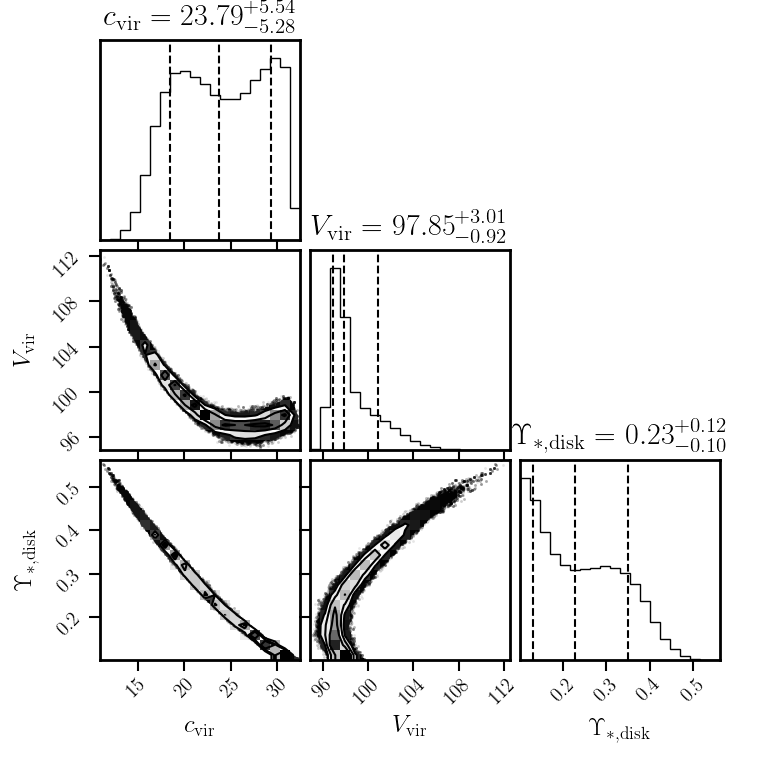 c_vir = 23.79 +5.54 −5.28
V_vir = 97.85 +3.01 −0.92
112
108
104
100
96
V_vir
Υ_∗,disk = 0.23 +0.12 −0.10
0.5
0.4
0.3
0.2
Υ_∗,disk
15 20 25 30
96 100 104 108 112
0.2 0.3 0.4 0.5
c_vir
V_vir
Υ_∗,disk